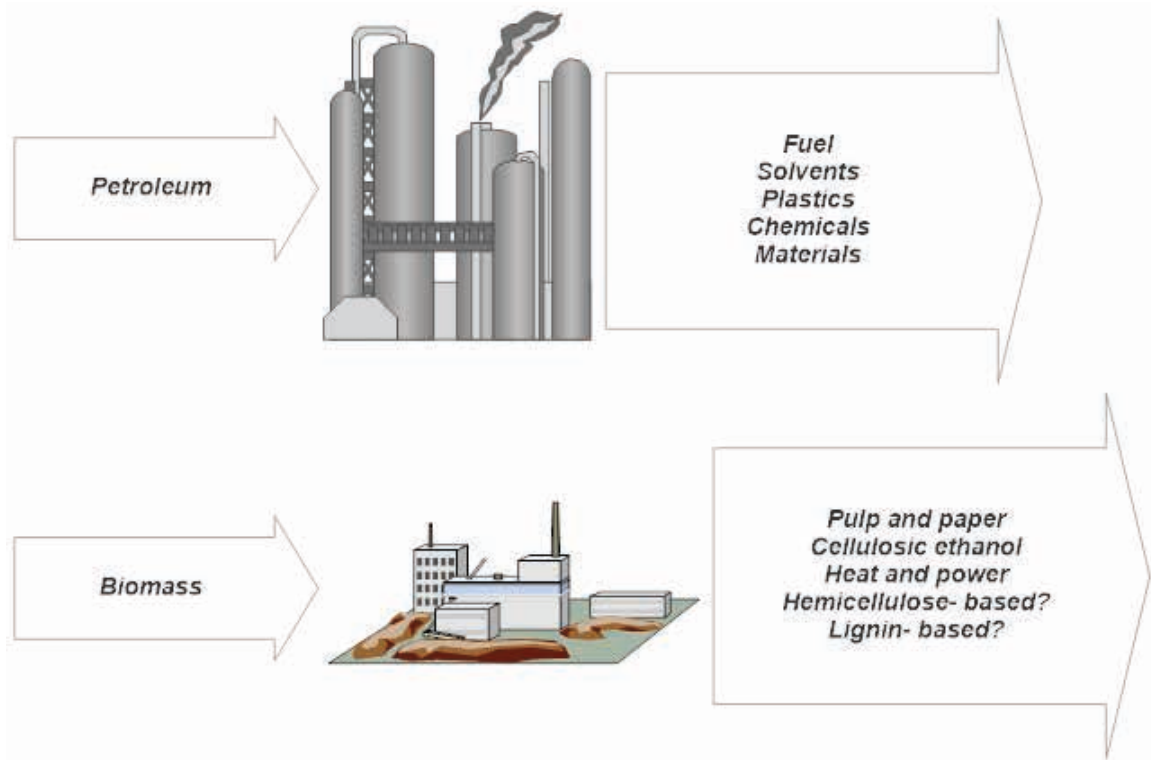 Petroleum
Fuel
Solvents
Plastics
Chemicals
Materials
Biomass
Pulp and paper
Cellulosic ethanol
Heat and power
Hemicellulose- based?
Lignin- based?